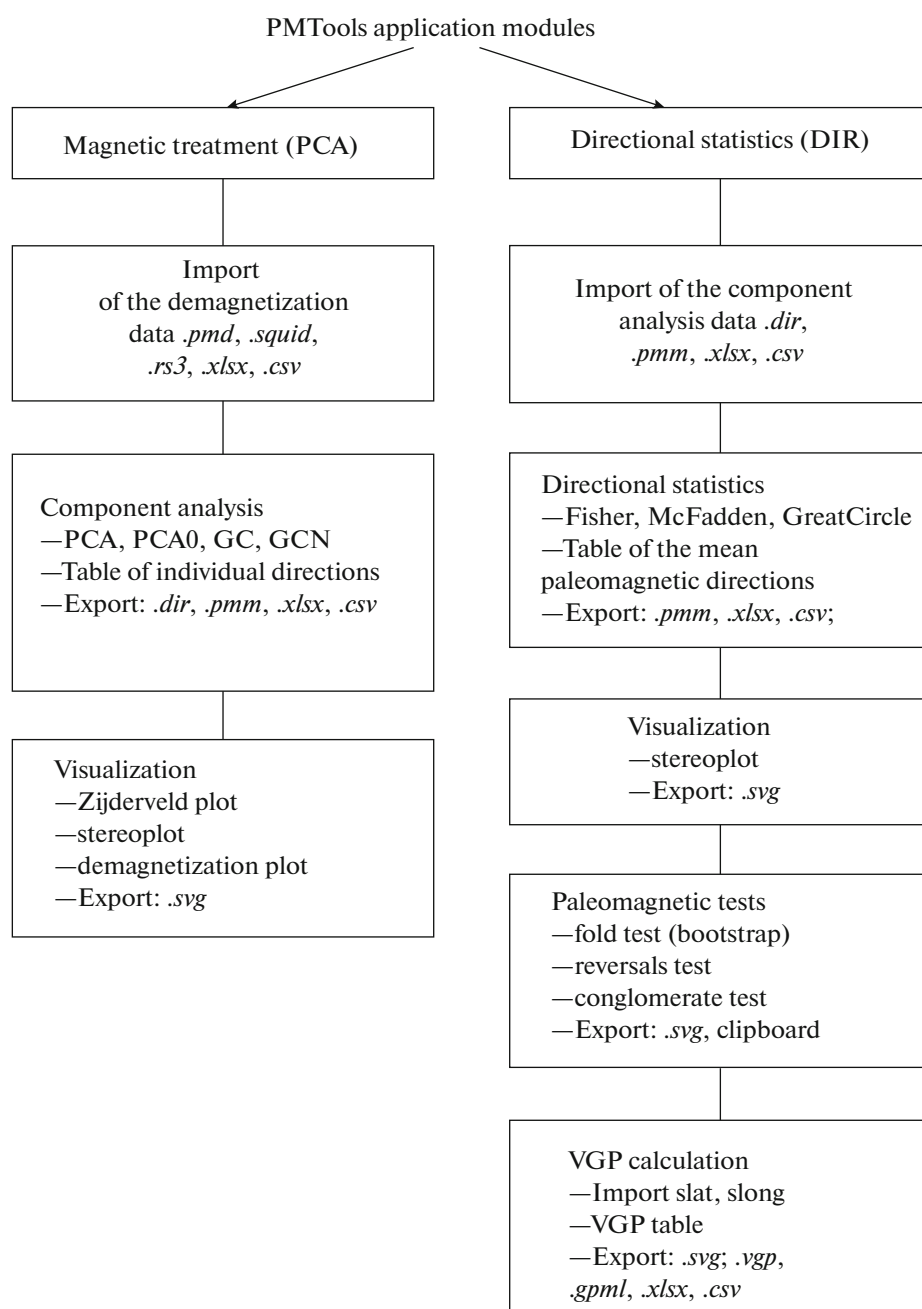 PMTools application modules
Magnetic treatment (PCA)
Import
of the demagnetization
data .pmd, .squid,
.rs3, .xlsx, .csv
Component analysis
—PCA, PCA0, GC, GCN
—Table of individual directions
—Export: .dir, .pmm, .xlsx, .csv
Visualization
—Zijderveld plot
—stereoplot
—demagnetization plot
—Export: .svg
Directional statistics (DIR)
Import of the component
analysis data .dir,
.pmm, .xlsx, .csv
Directional statistics
—Fisher, McFadden, GreatCircle
—Table of the mean
paleomagnetic directions
—Export: .pmm, .xlsx, .csv;
Visualization
—stereoplot
—Export: .svg
Paleomagnetic tests
—fold test (bootstrap)
—reversals test
—conglomerate test
—Export: .svg, clipboard
VGP calculation
—Import slat, slong
—VGP table
—Export: .svg; .vgp,
.gpml, .xlsx, .csv